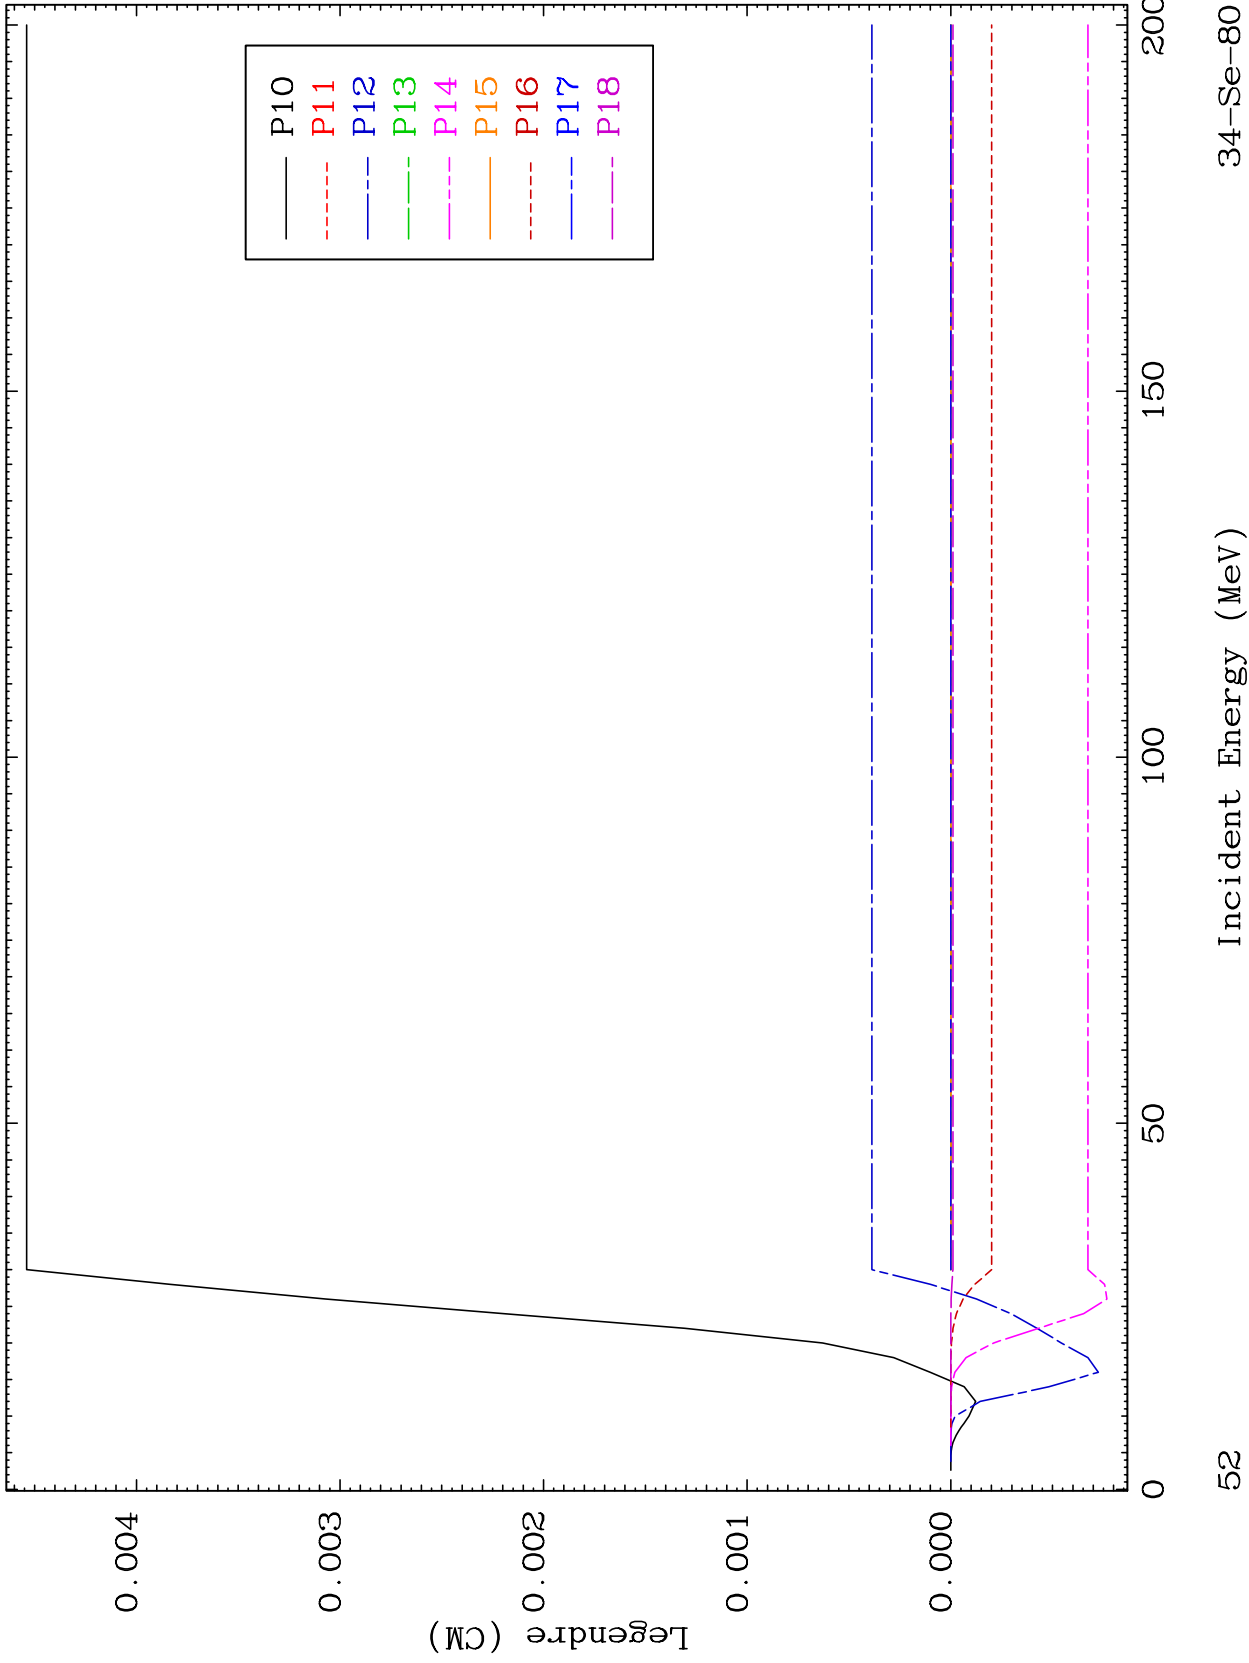 Legendre (CM)
0.004
0.003
0.002
0.001
0.000
P10
P11
P12
P13
P14
P15
P16
P17
P18
0
50
100
150
200
Incident Energy (MeV)
52
34-Se-80